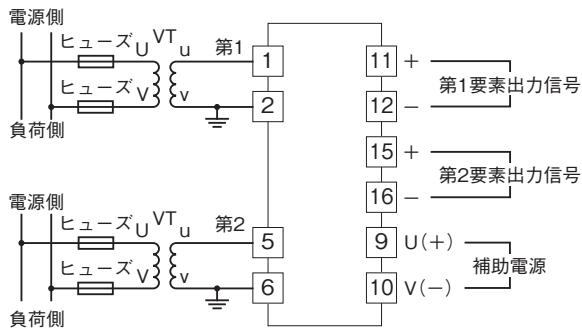 電源側
ヒューズ U VT u 第1 1
ヒューズ V v 2
負荷側
11 +
第1要素出力信号
12 −
15 +
第2要素出力信号
16 −
電源側
ヒューズ U VT u 第2 5
ヒューズ V v 6
負荷側
9 U(+)
補助電源
10 V(−)